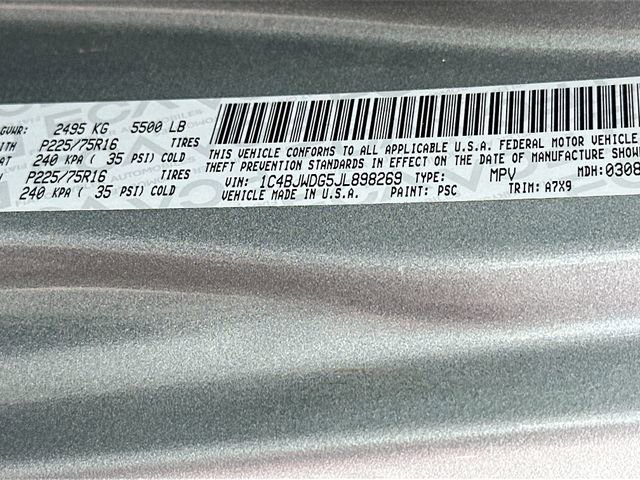 GVWR: 2495 KG 5500 LB
P225/75R16 TIRES
240 KPA ( 35 PSI) COLD
P225/75R16 TIRES
240 KPA ( 35 PSI) COLD
THIS VEHICLE CONFORMS TO ALL APPLICABLE U.S.A. FEDERAL MOTOR VEHICLE
THEFT PREVENTION STANDARDS IN EFFECT ON THE DATE OF MANUFACTURE SHOW
VIN: 1C4BJWDG5JL898269 TYPE: MPV MDH: 0308
VEHICLE MADE IN U.S.A. PAINT: PSC TRIM: A7X9